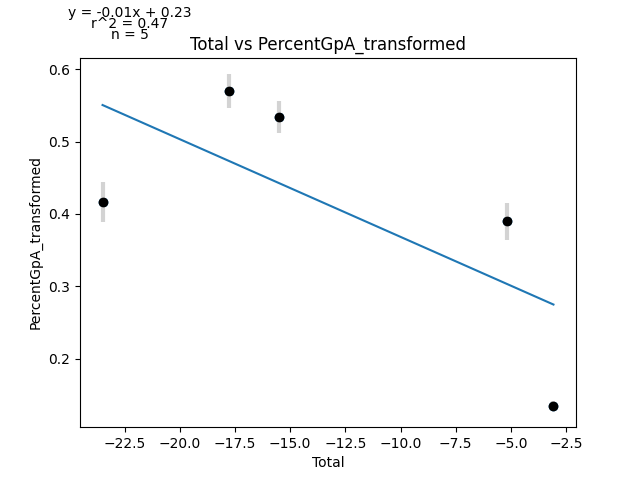 y = -0.01x + 0.23
r^2 = 0.47
n = 5
Total vs PercentGpA_transformed
0.6
0.5
0.4
0.3
0.2
PercentGpA_transformed
−22.5 −20.0 −17.5 −15.0 −12.5 −10.0 −7.5 −5.0 −2.5
Total